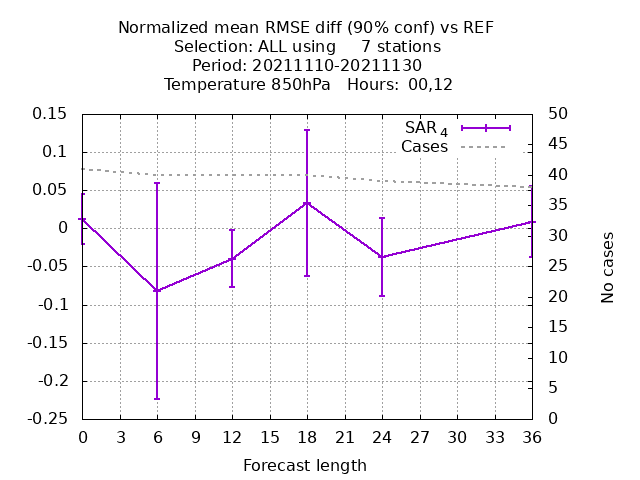 Normalized mean RMSE diff (90% conf) vs REF
Selection: ALL using     7 stations
Period: 20211110-20211130
Temperature 850hPa   Hours:  00,12
SAR 4
Cases
0.15
0.1
0.05
0
-0.05
-0.1
-0.15
-0.2
-0.25
50
45
40
35
30
25
20
15
10
5
0
No cases
0 3 6 9 12 15 18 21 24 27 30 33 36
Forecast length